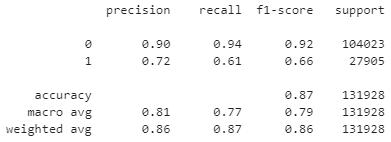 precision recall f1-score support
0 0.90 0.94 0.92 104023
1 0.72 0.61 0.66 27905
accuracy 0.87 131928
macro avg 0.81 0.77 0.79 131928
weighted avg 0.86 0.87 0.86 131928